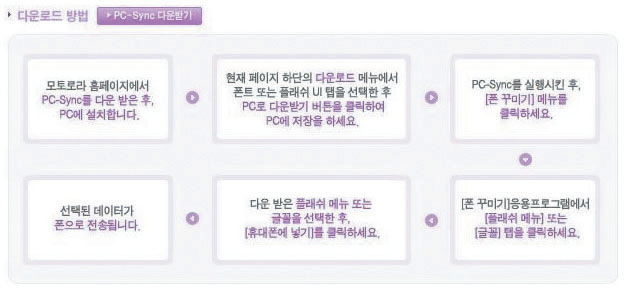 다운로드 방법
PC-Sync 다운받기
모토로라 홈페이지에서
PC-Sync를 다운 받은 후,
PC에 설치합니다.
현재 페이지 하단의 다운로드 메뉴에서
폰트 또는 플래쉬 UI 탭을 선택한 후
PC로 다운받기 버튼을 클릭하여
PC에 저장을 하세요.
PC-Sync를 실행시킨 후,
[폰 꾸미기] 메뉴를
클릭하세요.
[폰 꾸미기]응용프로그램에서
[플래쉬 메뉴] 또는
[글꼴] 탭을 클릭하세요.
다운 받은 플래쉬 메뉴 또는
글꼴을 선택한 후,
[휴대폰에 넣기]를 클릭하세요.
선택된 데이터가
폰으로 전송됩니다.